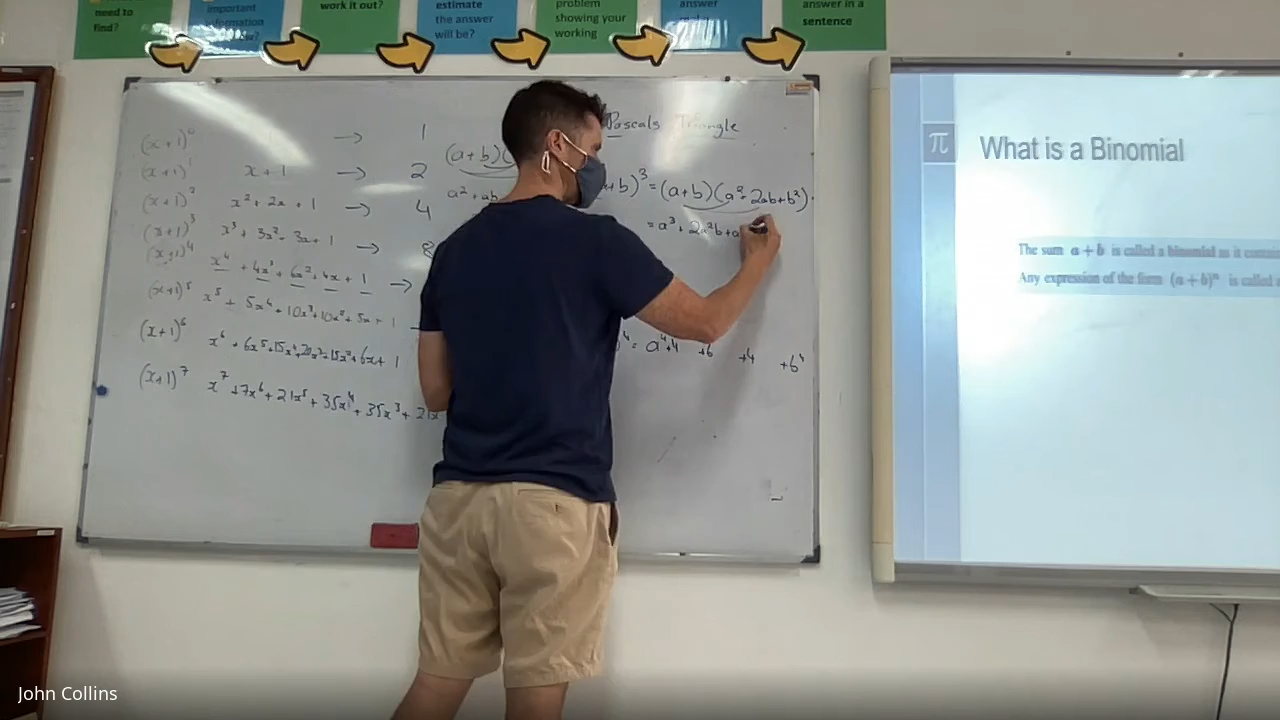 need to
find?
important
information
work it out?
estimate
the answer
will be?
problem
showing your
working
answer
answer in a
sentence
Pascals Triangle
(x+1)⁰ → 1
(x+1)¹ x+1 → 2
x²+2x+1 → 4
(x+1)³ x³+3x²+3x+1 → 8
(x+1)⁴ x⁴+4x³+6x²+4x+1 →
(x+1)⁵ x⁵+5x⁴+10x³+10x²+5x+1
(x+1)⁶ x⁶+6x⁵+15x⁴+20x³+15x²+6x+1
(x+1)⁷ x⁷+7x⁶+21x⁵+35x⁴+35x³+21x
(a+b)(
a²+ab
+b)³=(a+b)(a²+2ab+b²)
=a³+2a²b+a
⁴=a⁴+4 +6 +4 +b⁴
π
What is a Binomial
The sum a+b is called a binomial as it
Any expression of the form (a+b)ⁿ is called
John Collins